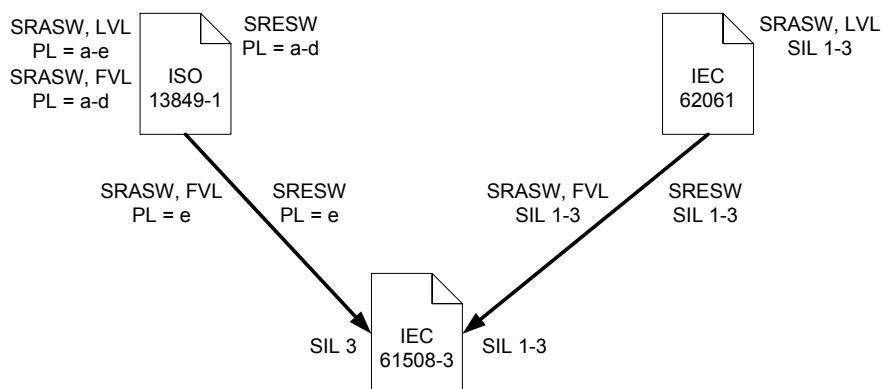 SRASW, LVL
PL = a-e
SRASW, FVL
PL = a-d
ISO
13849-1
SRESW
PL = a-d
IEC
62061
SRASW, LVL
SIL 1-3
SRASW, FVL
PL = e
SRESW
PL = e
SRASW, FVL
SIL 1-3
SRESW
SIL 1-3
SIL 3
IEC
61508-3
SIL 1-3